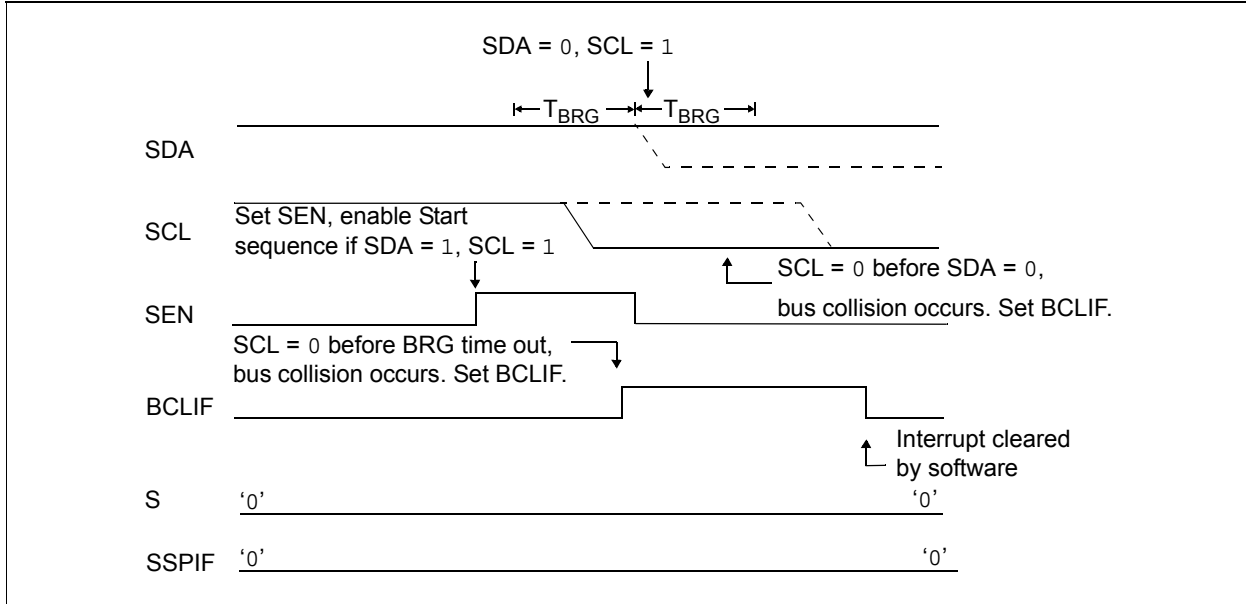 SDA = 0, SCL = 1
TBRG TBRG
SDA
SCL
Set SEN, enable Start
sequence if SDA = 1, SCL = 1
SCL = 0 before SDA = 0,
bus collision occurs. Set BCLIF.
SEN
SCL = 0 before BRG time out,
bus collision occurs. Set BCLIF.
BCLIF
Interrupt cleared
by software
S
‘0’ ‘0’
SSPIF
‘0’ ‘0’